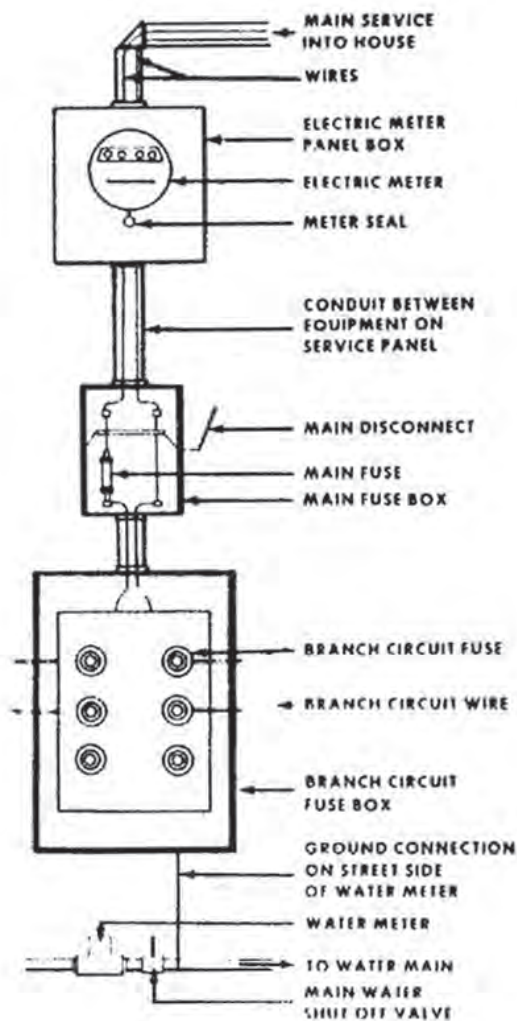 MAIN SERVICE
INTO HOUSE
WIRES
ELECTRIC METER
PANEL BOX
ELECTRIC METER
METER SEAL
CONDUIT BETWEEN
EQUIPMENT ON
SERVICE PANEL
MAIN DISCONNECT
MAIN FUSE
MAIN FUSE BOX
BRANCH CIRCUIT FUSE
BRANCH CIRCUIT WIRE
BRANCH CIRCUIT
FUSE BOX
GROUND CONNECTION
ON STREET SIDE
OF WATER METER
WATER METER
TO WATER MAIN
MAIN WATER
SHUT OFF VALVE